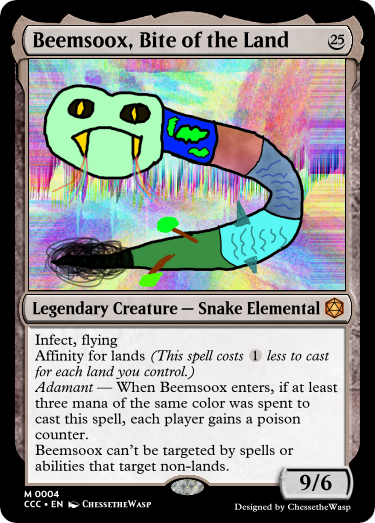 Beemsoox, Bite of the Land 25
Legendary Creature — Snake Elemental
Infect, flying
Affinity for lands (This spell costs 1 less to cast
for each land you control.)
Adamant — When Beemsoox enters, if at least
three mana of the same color was spent to
cast this spell, each player gains a poison
counter.
Beemsoox can't be targeted by spells or
abilities that target non-lands.
9/6
M 0004
CCC • EN ChessetheWasp
Designed by ChessetheWasp